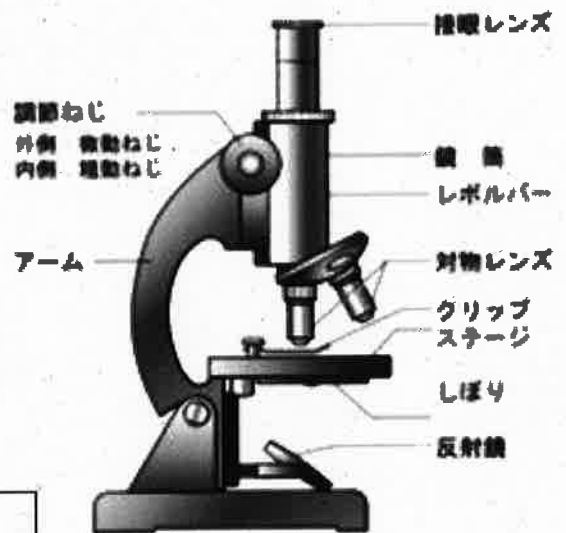 接眼レンズ
調節ねじ
外側 微動ねじ
内側 粗動ねじ
鏡筒
レボルバー
アーム
対物レンズ
クリップ
ステージ
しぼり
反射鏡